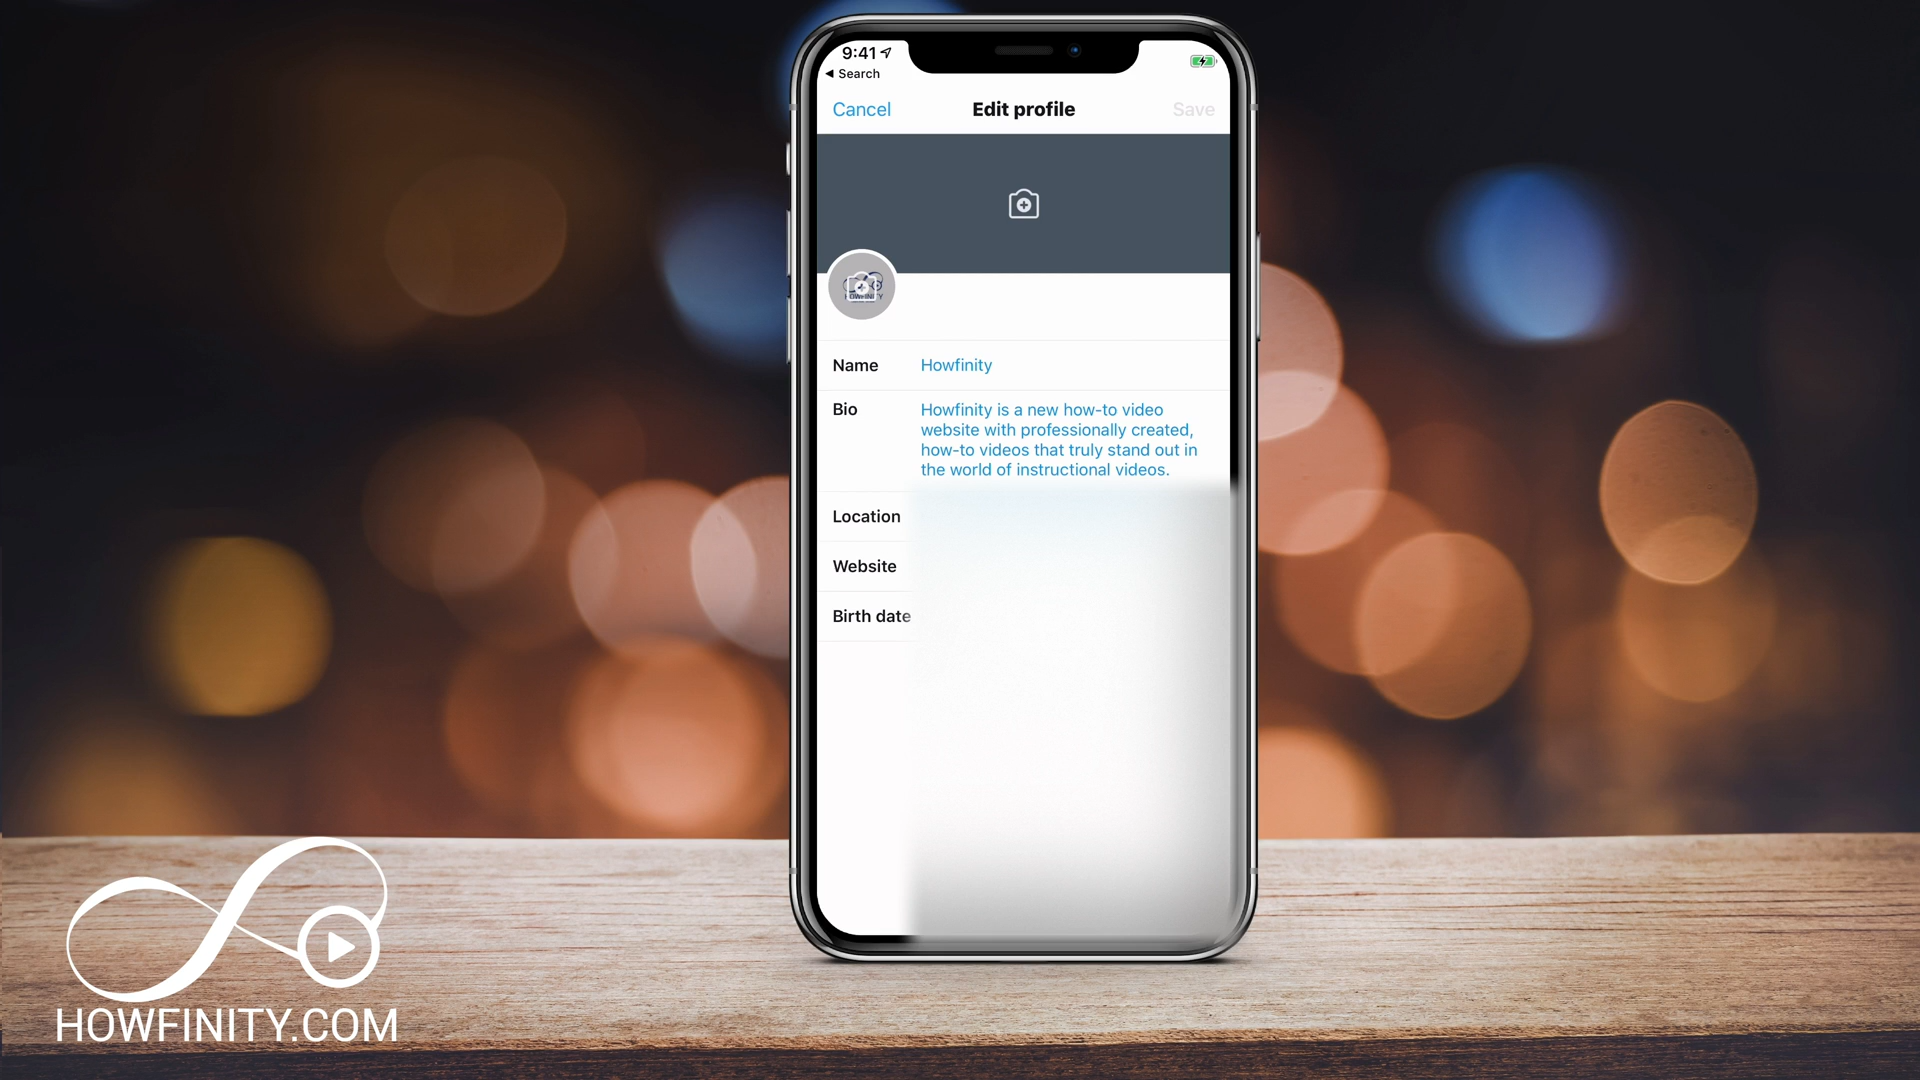 9:41
Search
Cancel
Edit profile
Save
HOWFINITY
Name
Howfinity
Bio
Howfinity is a new how-to video
website with professionally created,
how-to videos that truly stand out in
the world of instructional videos.
Location
Website
Birth date
HOWFINITY.COM